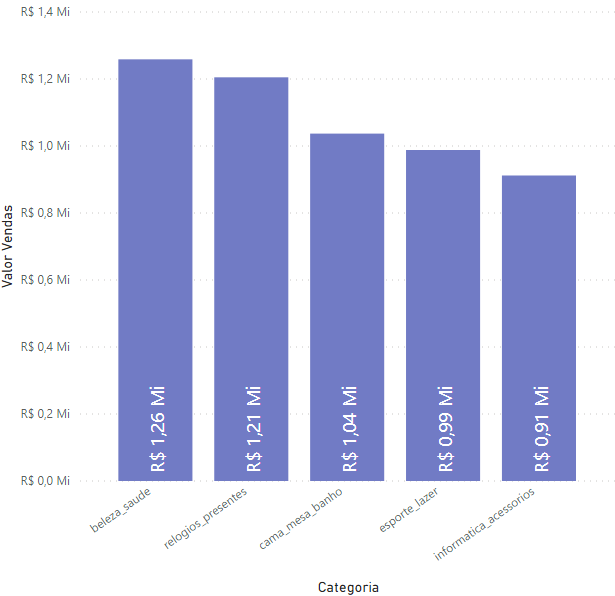 R$ 1,4 Mi
R$ 1,2 Mi
R$ 1,0 Mi
R$ 0,8 Mi
R$ 0,6 Mi
R$ 0,4 Mi
R$ 0,2 Mi
R$ 0,0 Mi
Valor Vendas
R$ 1,26 Mi
R$ 1,21 Mi
R$ 1,04 Mi
R$ 0,99 Mi
R$ 0,91 Mi
beleza_saude
relogios_presentes
cama_mesa_banho
esporte_lazer
informatica_acessorios
Categoria